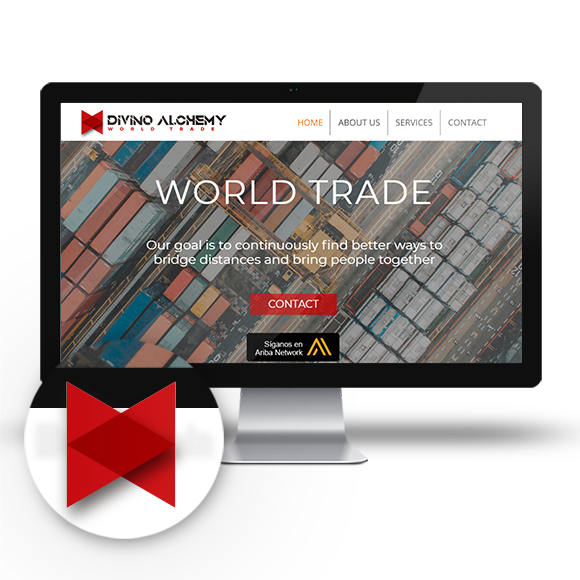 DIVINO ALCHEMY
WORLD TRADE
HOME
ABOUT US
SERVICES
CONTACT
WORLD TRADE
Our goal is to continuously find better ways to
bridge distances and bring people together
CONTACT
Síganos en
Ariba Network